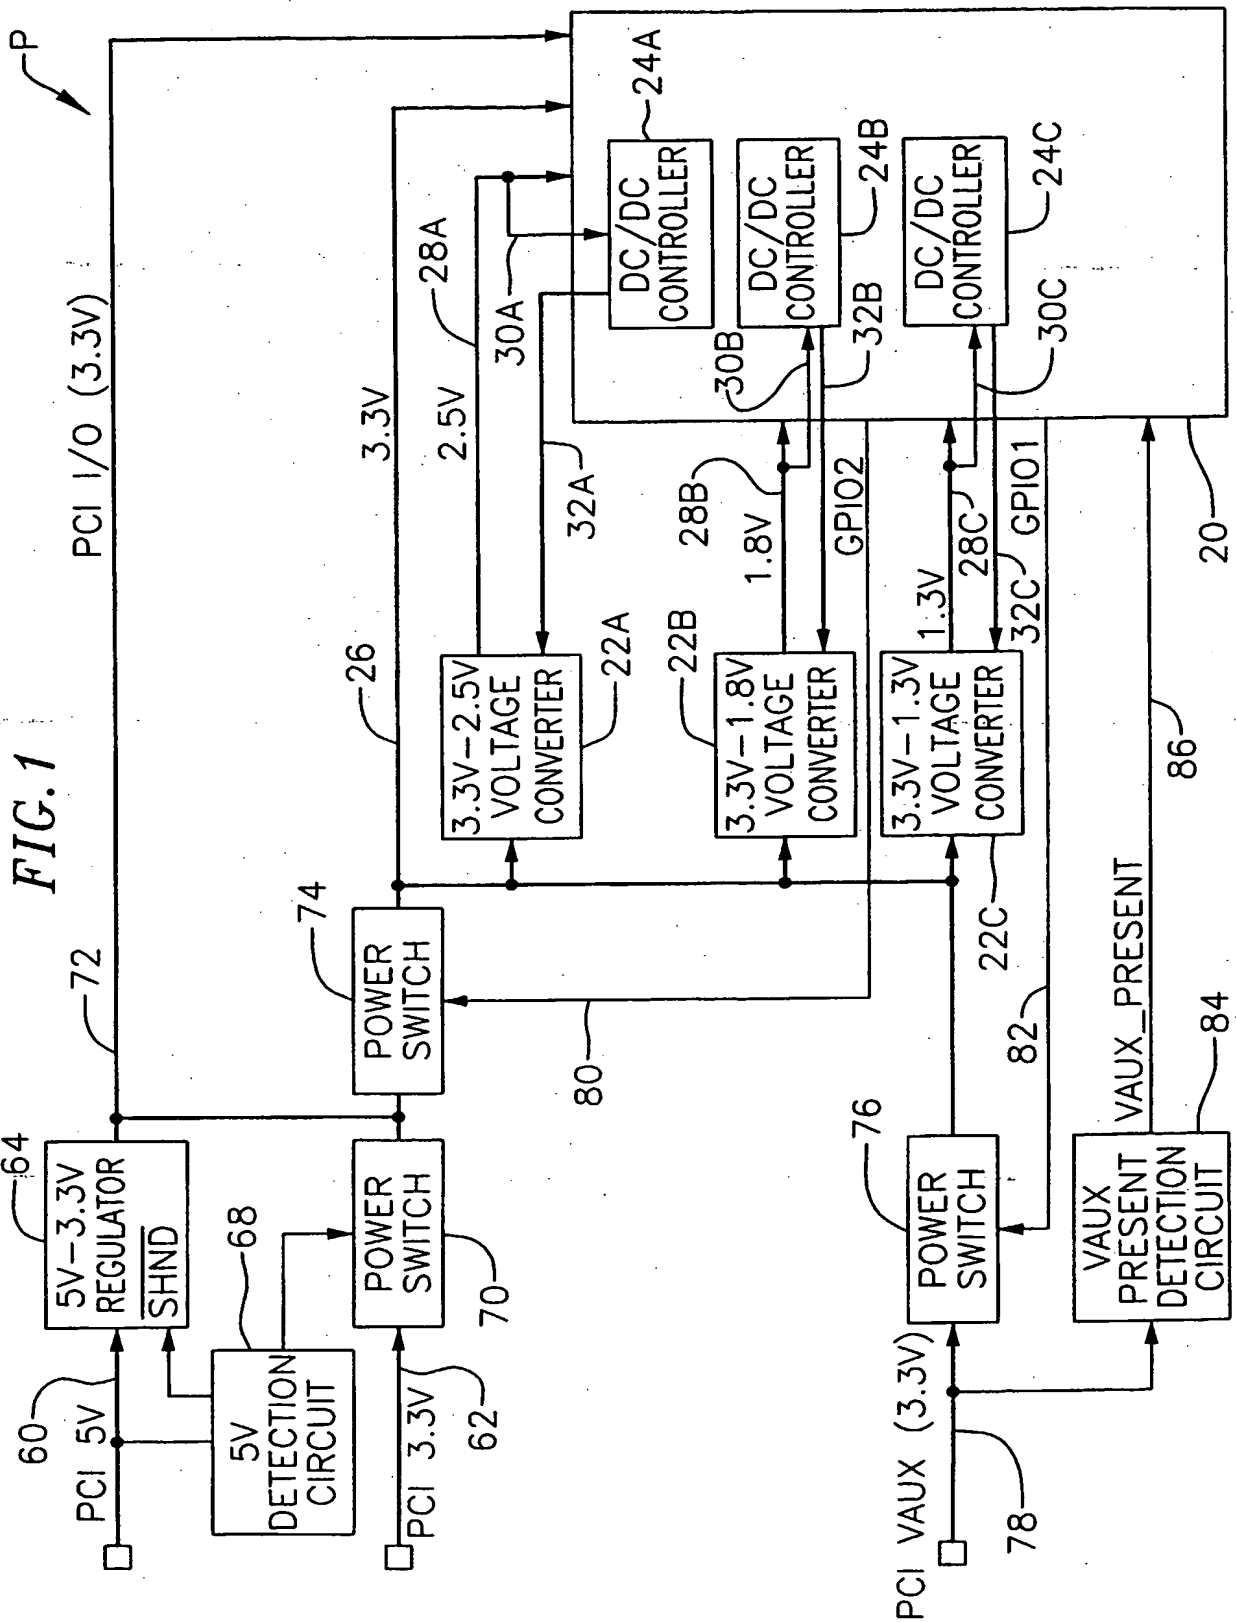 FIG.1
P
PCI I/O (3.3V)
72
64
5V-3.3V
REGULATOR
SHND
60
PCI 5V
68
5V
DETECTION
CIRCUIT
PCI 3.3V
62
POWER
SWITCH
70
74
POWER
SWITCH
26
3.3V
2.5V
28A
30A
32A
3.3V-2.5V
VOLTAGE
CONVERTER
22A
DC/DC
CONTROLLER
24A
80
22B
3.3V-1.8V
VOLTAGE
CONVERTER
28B
1.8V
30B
32B
GPIO2
DC/DC
CONTROLLER
24B
3.3V-1.3V
VOLTAGE
CONVERTER
22C
1.3V
28C
32C
GPIO1
30C
DC/DC
CONTROLLER
24C
76
POWER
SWITCH
82
PCI VAUX (3.3V)
78
VAUX
PRESENT
DETECTION
CIRCUIT
84
VAUX_PRESENT
86
20